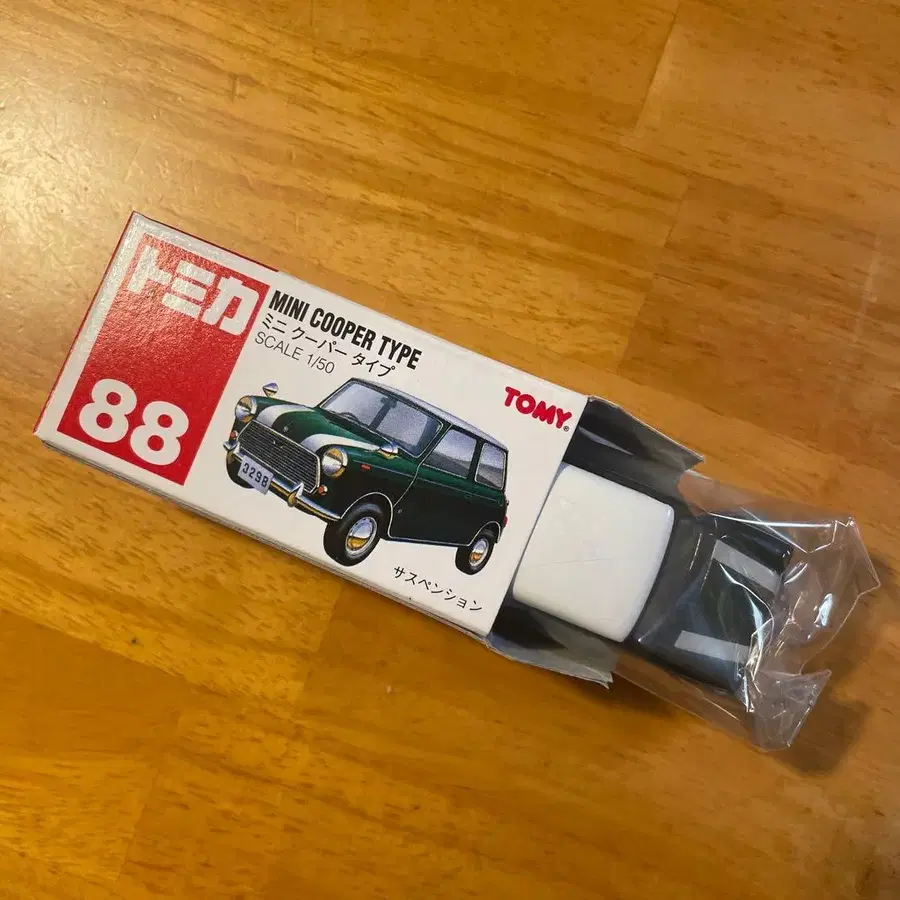 トミカ
88
MINI COOPER TYPE
ミニ クーパー タイプ
SCALE 1/50
TOMY®
3298
サスペンション